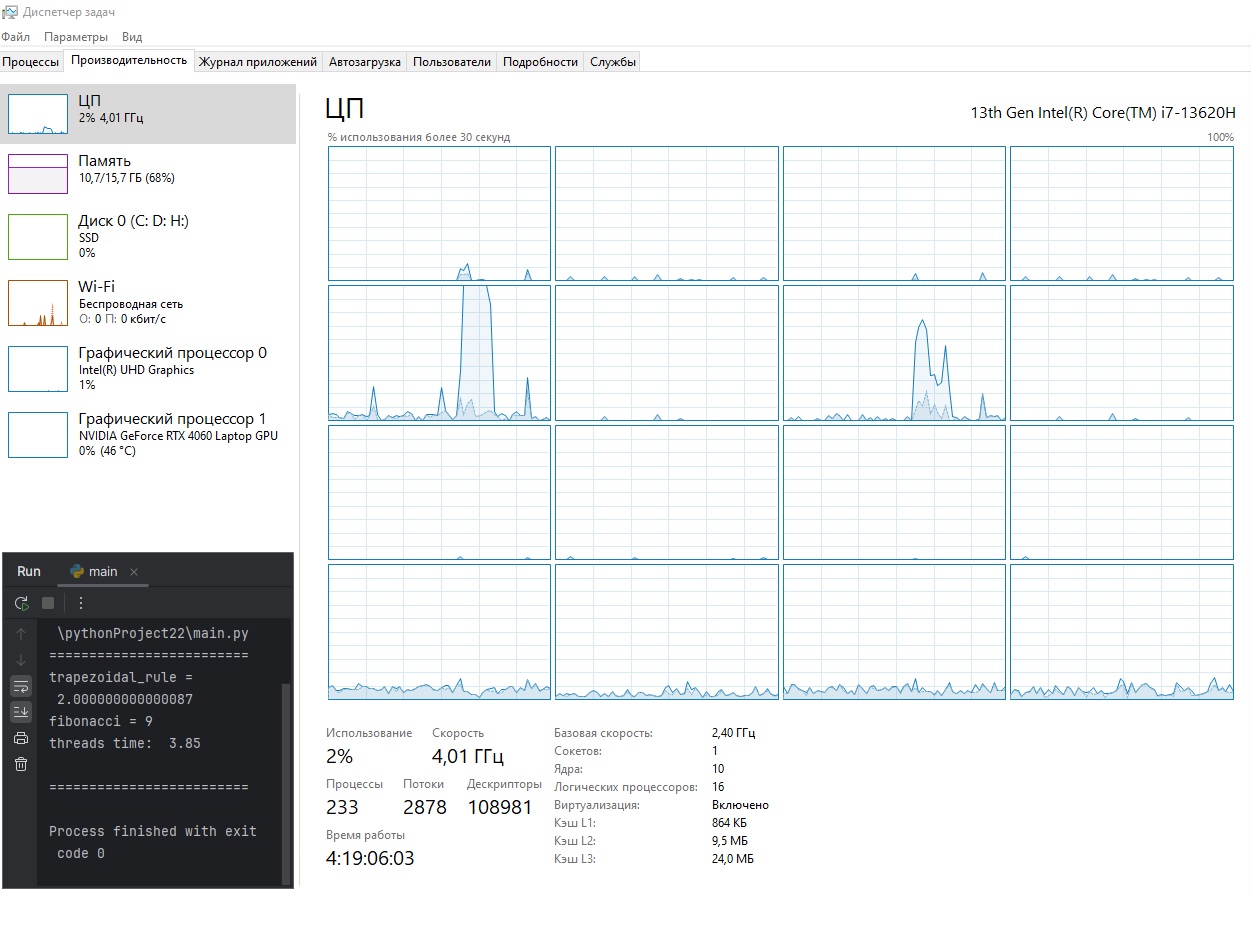 Диспетчер задач
Файл Параметры Вид
Процессы Производительность Журнал приложений Автозагрузка Пользователи Подробности Службы
ЦП
2% 4,01 ГГц
Память
10,7/15,7 ГБ (68%)
Диск 0 (C: D: H:)
SSD
0%
Wi-Fi
Беспроводная сеть
О: 0 П: 0 кбит/с
Графический процессор 0
Intel(R) UHD Graphics
1%
Графический процессор 1
NVIDIA GeForce RTX 4060 Laptop GPU
0% (46 °C)
ЦП
13th Gen Intel(R) Core(TM) i7-13620H
% использования более 30 секунд
100%
Использование Скорость
2% 4,01 ГГц
Процессы Потоки Дескрипторы
233 2878 108981
Время работы
4:19:06:03
Базовая скорость: 2,40 ГГц
Сокетов: 1
Ядра: 10
Логических процессоров: 16
Виртуализация: Включено
Кэш L1: 864 КБ
Кэш L2: 9,5 МБ
Кэш L3: 24,0 МБ
Run main
\pythonProject22\main.py
=========================
trapezoidal_rule =
2.000000000000087
fibonacci = 9
threads time:  3.85
=========================
Process finished with exit
code 0